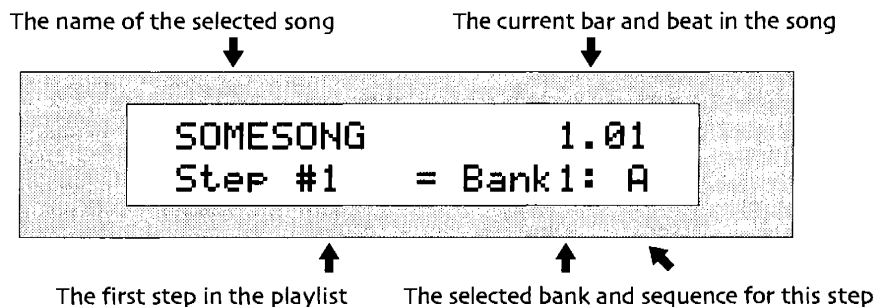 The name of the selected song
The current bar and beat in the song
SOMESONG 1.01
Step #1 = Bank1: A
The first step in the playlist
The selected bank and sequence for this step